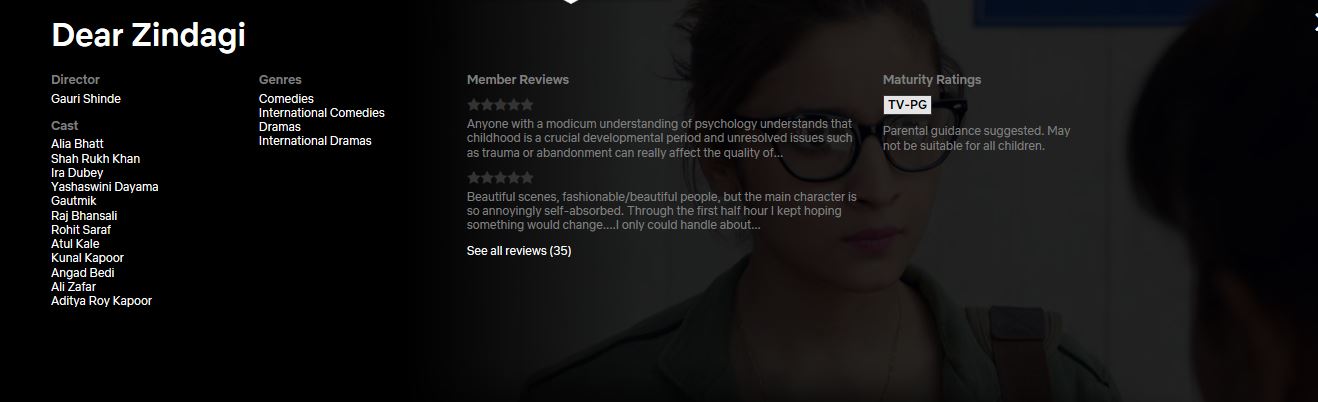 Dear Zindagi
Director
Gauri Shinde
Cast
Alia Bhatt
Shah Rukh Khan
Ira Dubey
Yashaswini Dayama
Gautmik
Raj Bhansali
Rohit Saraf
Atul Kale
Kunal Kapoor
Angad Bedi
Ali Zafar
Aditya Roy Kapoor
Genres
Comedies
International Comedies
Dramas
International Dramas
Member Reviews
Anyone with a modicum understanding of psychology understands that
childhood is a crucial developmental period and unresolved issues such
as trauma or abandonment can really affect the quality of...
Beautiful scenes, fashionable/beautiful people, but the main character is
so annoyingly self-absorbed. Through the first half hour I kept hoping
something would change....I only could handle about...
See all reviews (35)
Maturity Ratings
TV-PG
Parental guidance suggested. May
not be suitable for all children.